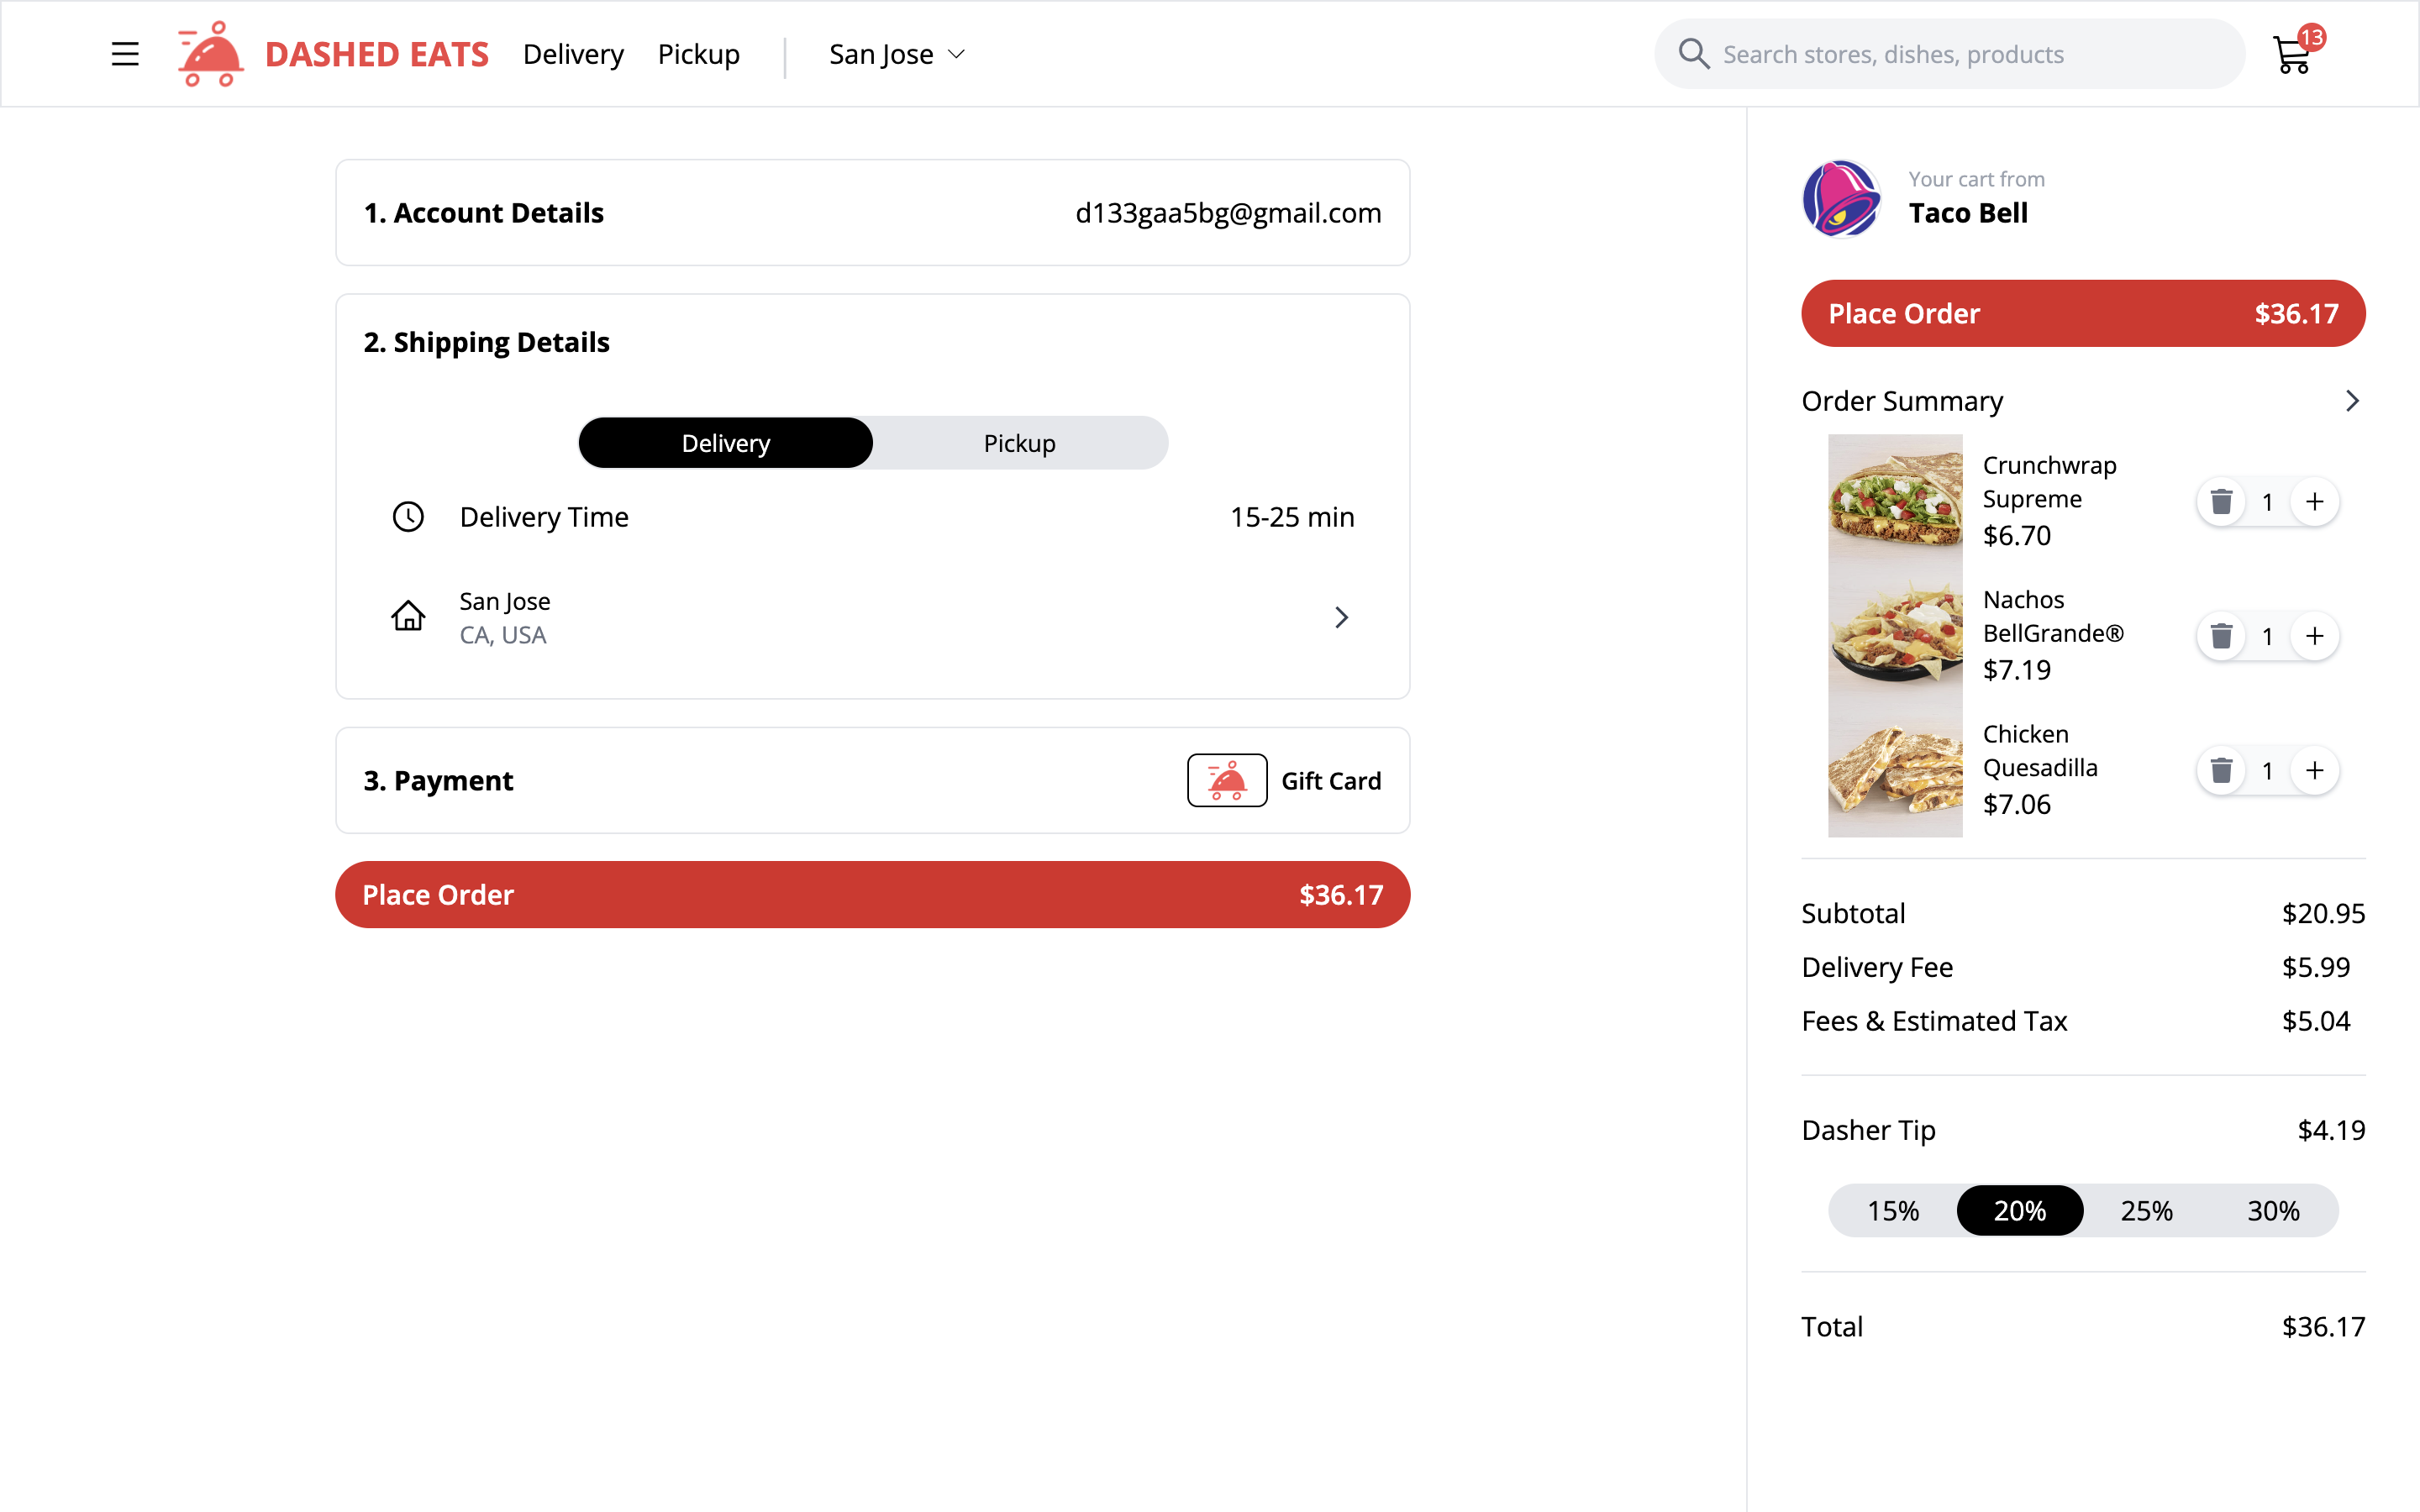 DASHED EATS
Delivery
Pickup
San Jose
Search stores, dishes, products
13
1. Account Details
d133gaa5bg@gmail.com
2. Shipping Details
Delivery
Pickup
Delivery Time
15-25 min
San Jose
CA, USA
3. Payment
Gift Card
Place Order
$36.17
Your cart from
Taco Bell
Place Order
$36.17
Order Summary
Crunchwrap
Supreme
$6.70
1
Nachos
BellGrande®
$7.19
1
Chicken
Quesadilla
$7.06
1
Subtotal
$20.95
Delivery Fee
$5.99
Fees & Estimated Tax
$5.04
Dasher Tip
$4.19
15%
20%
25%
30%
Total
$36.17